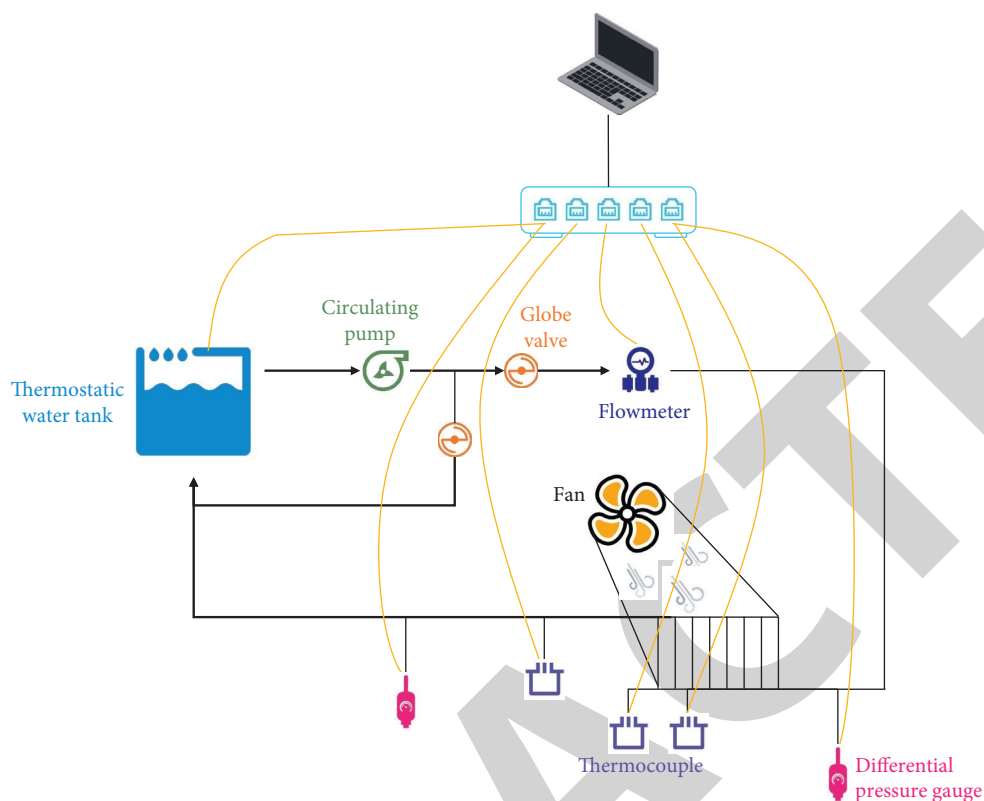 Circulating
pump
Globe
valve
Thermostatic
water tank
Flowmeter
Fan
Thermocouple
Differential
pressure gauge